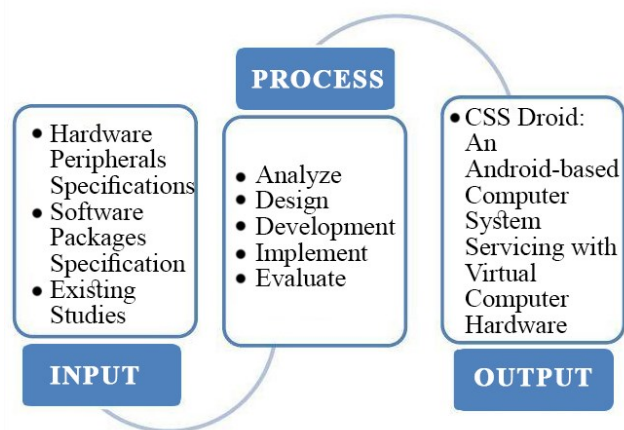 PROCESS
• Hardware
Peripherals
Specifications
• Software
Packages
Specification
• Existing
Studies
INPUT
• Analyze
• Design
• Development
• Implement
• Evaluate
• CSS Droid:
An
Android-based
Computer
System
Servicing with
Virtual
Computer
Hardware
OUTPUT